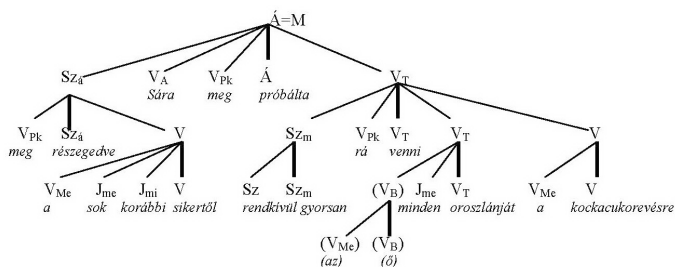 Á=M
Szá VA VPk Á VT
Sára meg próbálta
VPk Szá V Szm VPk VT VT V
meg részegedve rá venni
VMe Jme Jmi V Sz Szm (VB) Jme VT VMe V
a sok korábbi sikertől rendkívül gyorsan minden oroszlánját a kockacukorevésre
(VMe) (VB)
(az) (ő)